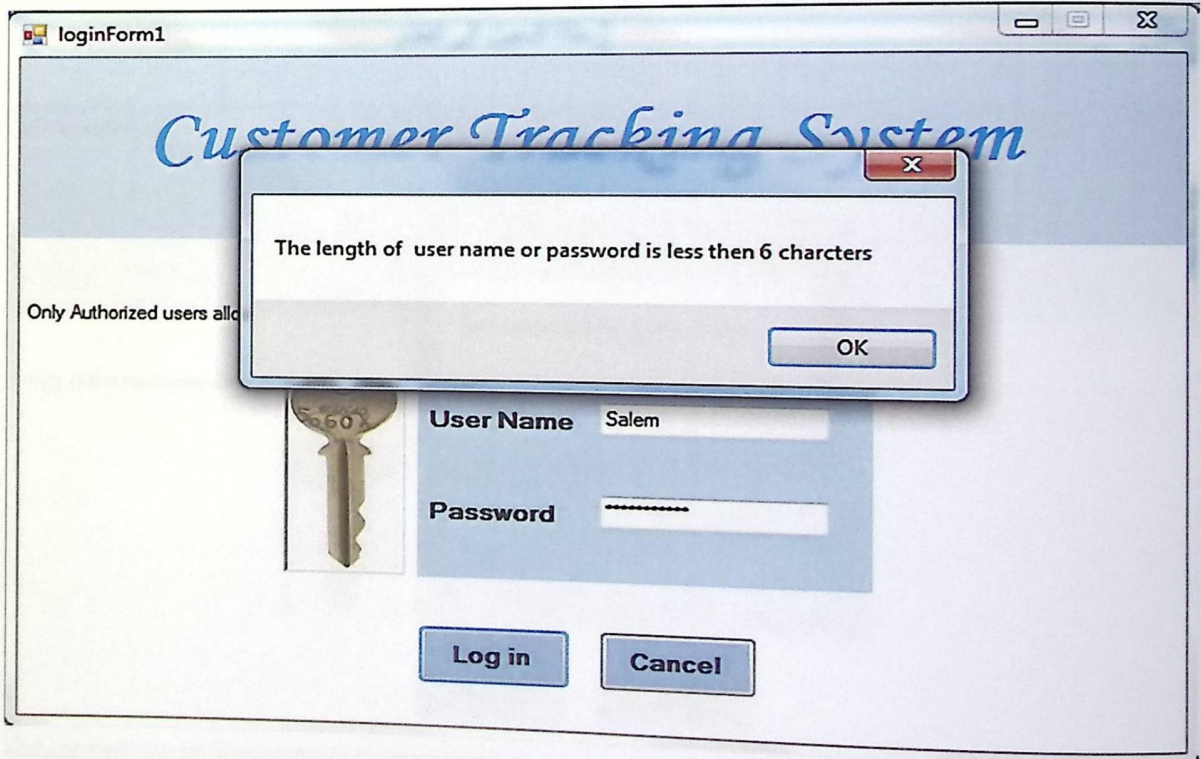 loginForm1
Customer Tracking System
The length of  user name or password is less then 6 charcters
OK
Only Authorized users allo
User Name
Salem
Password
Log in
Cancel